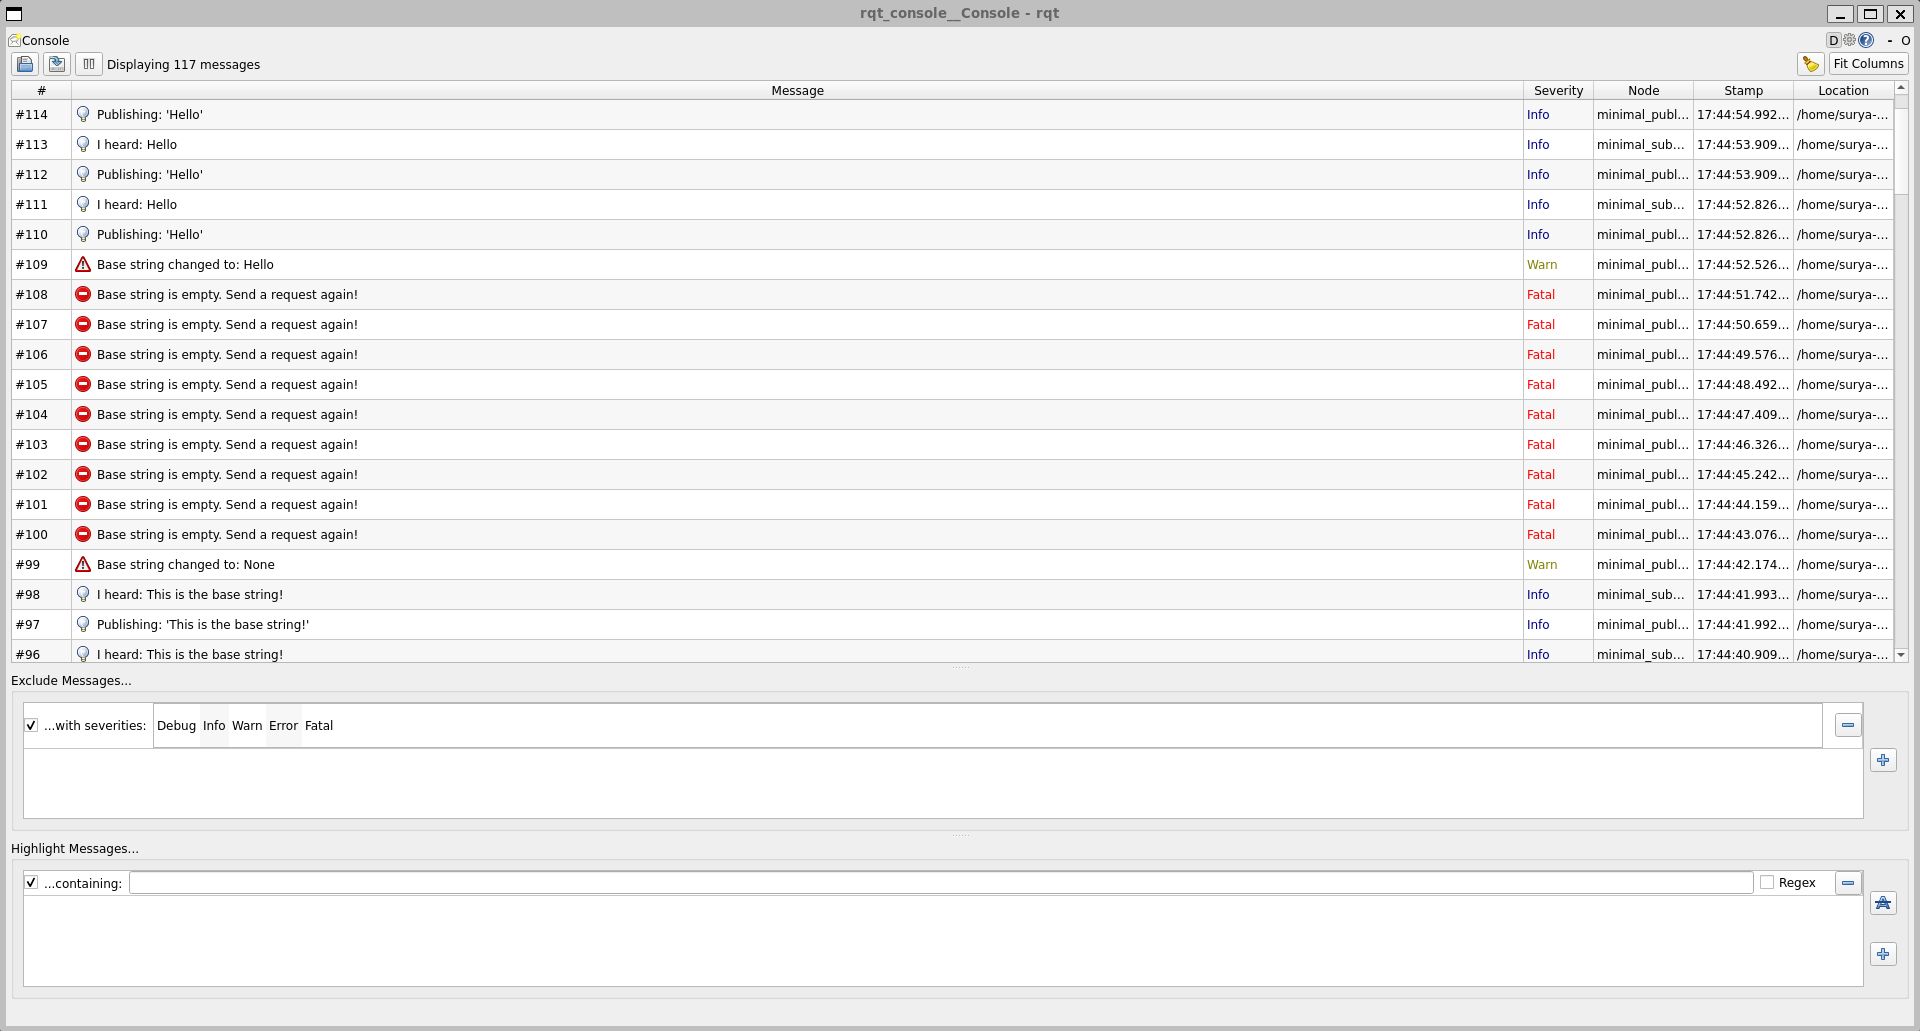 rqt_console__Console - rqt
Console D - O
Displaying 117 messages Fit Columns
# Message Severity Node Stamp Location
#114 Publishing: 'Hello' Info minimal_publ... 17:44:54.992... /home/surya-...
#113 I heard: Hello Info minimal_sub... 17:44:53.909... /home/surya-...
#112 Publishing: 'Hello' Info minimal_publ... 17:44:53.909... /home/surya-...
#111 I heard: Hello Info minimal_sub... 17:44:52.826... /home/surya-...
#110 Publishing: 'Hello' Info minimal_publ... 17:44:52.826... /home/surya-...
#109 Base string changed to: Hello Warn minimal_publ... 17:44:52.526... /home/surya-...
#108 Base string is empty. Send a request again! Fatal minimal_publ... 17:44:51.742... /home/surya-...
#107 Base string is empty. Send a request again! Fatal minimal_publ... 17:44:50.659... /home/surya-...
#106 Base string is empty. Send a request again! Fatal minimal_publ... 17:44:49.576... /home/surya-...
#105 Base string is empty. Send a request again! Fatal minimal_publ... 17:44:48.492... /home/surya-...
#104 Base string is empty. Send a request again! Fatal minimal_publ... 17:44:47.409... /home/surya-...
#103 Base string is empty. Send a request again! Fatal minimal_publ... 17:44:46.326... /home/surya-...
#102 Base string is empty. Send a request again! Fatal minimal_publ... 17:44:45.242... /home/surya-...
#101 Base string is empty. Send a request again! Fatal minimal_publ... 17:44:44.159... /home/surya-...
#100 Base string is empty. Send a request again! Fatal minimal_publ... 17:44:43.076... /home/surya-...
#99 Base string changed to: None Warn minimal_publ... 17:44:42.174... /home/surya-...
#98 I heard: This is the base string! Info minimal_sub... 17:44:41.993... /home/surya-...
#97 Publishing: 'This is the base string!' Info minimal_publ... 17:44:41.992... /home/surya-...
#96 I heard: This is the base string! Info minimal_sub... 17:44:40.909... /home/surya-...
Exclude Messages...
...with severities: Debug Info Warn Error Fatal
Highlight Messages...
...containing: Regex